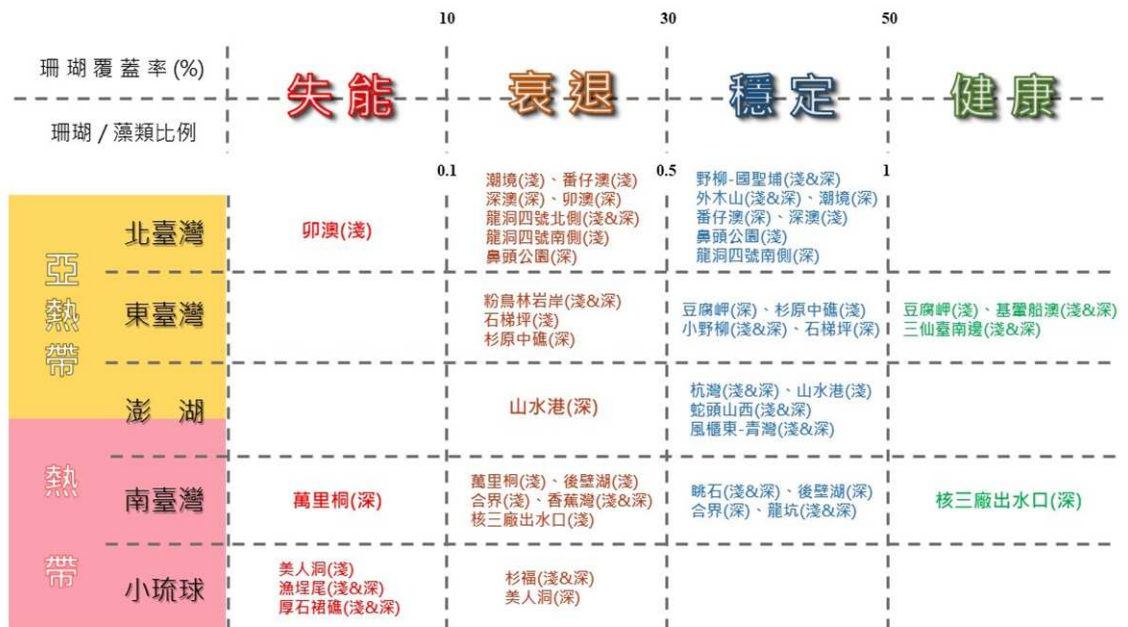 10 30 50
珊瑚覆蓋率(%)
失能 衰退 穩定 健康
珊瑚 / 藻類比例
0.1 0.5 1
亞熱帶
北臺灣
卯澳(淺)
潮境(淺)、番仔澳(淺)
深澳(深)、卯澳(深)
龍洞四號北側(淺&深)
龍洞四號南側(淺)
鼻頭公園(深)
野柳-國聖埔(淺&深)
外木山(淺&深)、潮境(深)
番仔澳(深)、深澳(淺)
鼻頭公園(淺)
龍洞四號南側(深)
東臺灣
粉鳥林岩岸(淺&深)
石梯坪(淺)
杉原中礁(深)
豆腐岬(深)、杉原中礁(淺)
小野柳(淺&深)、石梯坪(深)
豆腐岬(淺)、基翬船澳(淺&深)
三仙臺南邊(淺&深)
澎 湖
山水港(深)
杭灣(淺&深)、山水港(淺)
蛇頭山西(淺&深)
風櫃東-青灣(淺&深)
熱帶
南臺灣
萬里桐(深)
萬里桐(淺)、後壁湖(淺)
合界(淺)、香蕉灣(淺&深)
核三廠出水口(淺)
眺石(淺&深)、後壁湖(深)
合界(深)、龍坑(淺&深)
核三廠出水口(深)
小琉球
美人洞(淺)
漁埕尾(淺&深)
厚石裙礁(淺&深)
杉福(淺&深)
美人洞(深)